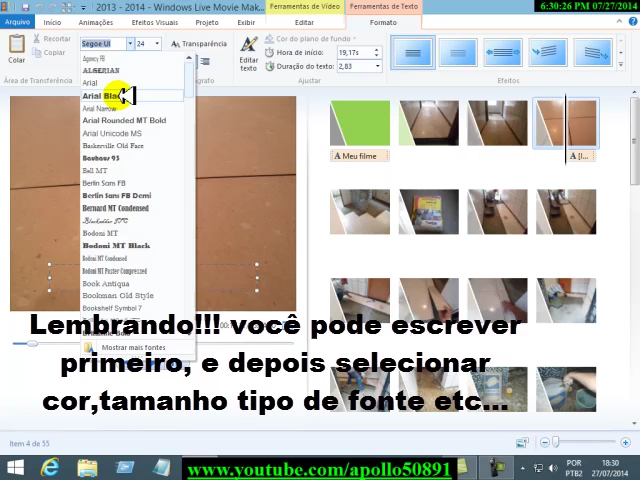 2013 - 2014 - Windows Live Movie Mak...
Ferramentas de Vídeo
Ferramentas de Texto
6:30:26 PM 07/27/2014
Arquivo
Início
Animações
Efeitos Visuais
Projeto
Exibir
Editar
Formato
Colar
Recortar
Copiar
Área de Transferência
Segoe UI
24
Transparência
Editar texto
Cor do plano de fundo
Hora de início: 19,17s
Duração do texto: 2,83
Ajustar
Efeitos
Agency FB
ALGERIAN
Arial
Arial Bla
Arial Narrow
Arial Rounded MT Bold
Arial Unicode MS
Baskerville Old Face
Bauhaus 93
Bell MT
Berlin Sans FB
Berlin Sans FB Demi
Bernard MT Condensed
Blackadder ITC
Bodoni MT
Bodoni MT Black
Bodoni MT Condensed
Bodoni MT Poster Compressed
Book Antiqua
Bookman Old Style
Bookshelf Symbol 7
Mostrar mais fontes
A Meu filme
A [I...
Lembrando!!! você pode escrever
primeiro, e depois selecionar
cor,tamanho tipo de fonte etc...
Item 4 de 55
www.youtube.com/apollo50891
POR
PTB2
18:30
27/07/2014